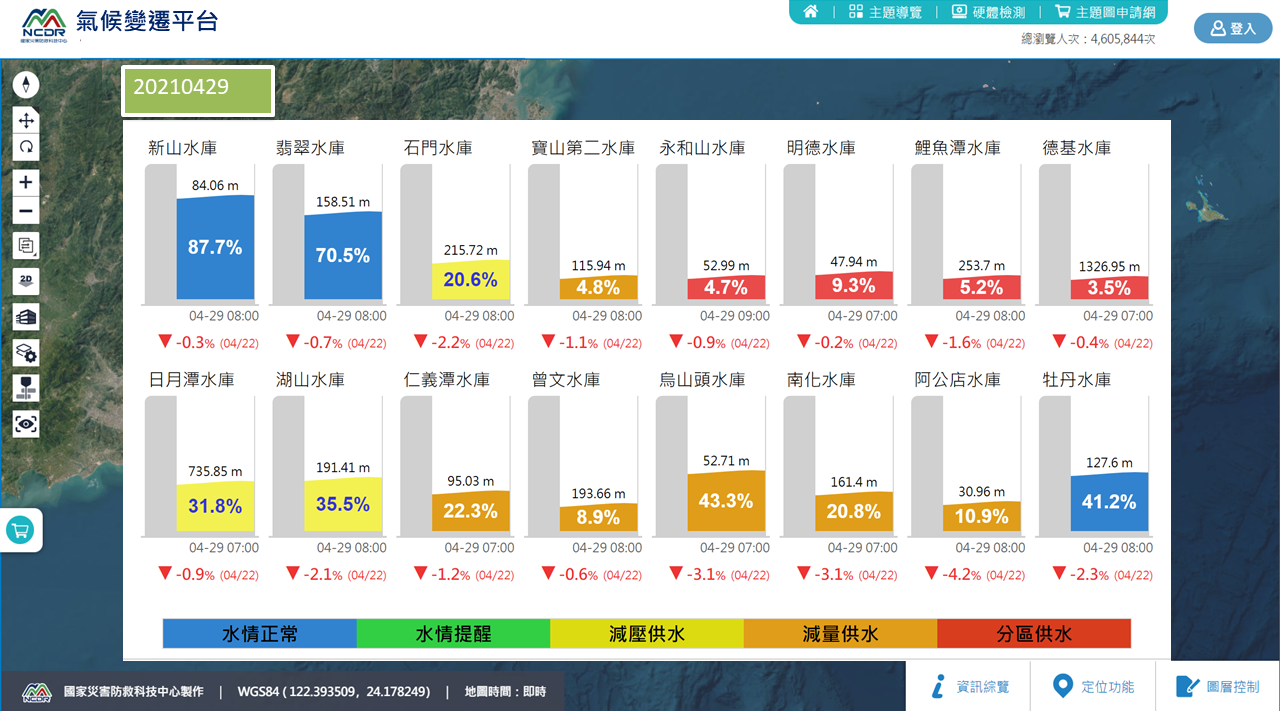 NCDR
國家災害防救科技中心
氣候變遷平台
主題導覽 | 硬體檢測 | 主題圖申請網
總瀏覽人次：4,605,844次
登入
20210429
新山水庫 翡翠水庫 石門水庫 寶山第二水庫 永和山水庫 明德水庫 鯉魚潭水庫 德基水庫
84.06 m 158.51 m 215.72 m 115.94 m 52.99 m 47.94 m 253.7 m 1326.95 m
87.7% 70.5% 20.6% 4.8% 4.7% 9.3% 5.2% 3.5%
04-29 08:00 04-29 08:00 04-29 08:00 04-29 08:00 04-29 09:00 04-29 07:00 04-29 08:00 04-29 07:00
▼ -0.3% (04/22) ▼ -0.7% (04/22) ▼ -2.2% (04/22) ▼ -1.1% (04/22) ▼ -0.9% (04/22) ▼ -0.2% (04/22) ▼ -1.6% (04/22) ▼ -0.4% (04/22)
日月潭水庫 湖山水庫 仁義潭水庫 曾文水庫 烏山頭水庫 南化水庫 阿公店水庫 牡丹水庫
735.85 m 191.41 m 95.03 m 193.66 m 52.71 m 161.4 m 30.96 m 127.6 m
31.8% 35.5% 22.3% 8.9% 43.3% 20.8% 10.9% 41.2%
04-29 07:00 04-29 08:00 04-29 07:00 04-29 08:00 04-29 07:00 04-29 07:00 04-29 08:00 04-29 08:00
▼ -0.9% (04/22) ▼ -2.1% (04/22) ▼ -1.2% (04/22) ▼ -0.6% (04/22) ▼ -3.1% (04/22) ▼ -3.1% (04/22) ▼ -4.2% (04/22) ▼ -2.3% (04/22)
水情正常 水情提醒 減壓供水 減量供水 分區供水
2D
NCDR 國家災害防救科技中心製作 | WGS84 ( 122.393509, 24.178249) | 地圖時間：即時
資訊綜覽 定位功能 圖層控制